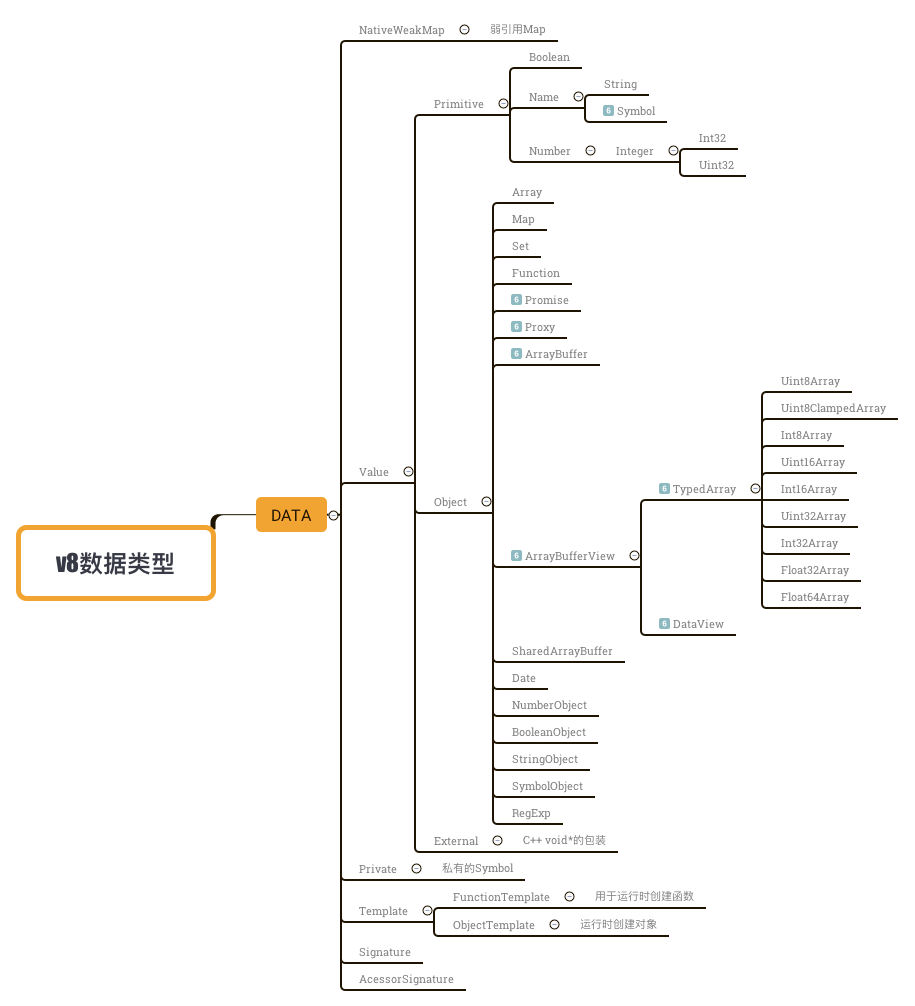 NativeWeakMap 弱引用Map
Boolean
String
Primitive Name
6 Symbol
Int32
Number Integer
Uint32
Array
Map
Set
Function
6 Promise
6 Proxy
6 ArrayBuffer
Uint8Array
Uint8ClampedArray
Int8Array
Uint16Array
Value
6 TypedArray Int16Array
Object
DATA
Uint32Array
Int32Array
v8数据类型
6 ArrayBufferView
Float32Array
Float64Array
6 DataView
SharedArrayBuffer
Date
NumberObject
BooleanObject
StringObject
SymbolObject
RegExp
External C++ void*的包装
Private 私有的Symbol
FunctionTemplate 用于运行时创建函数
Template
ObjectTemplate 运行时创建对象
Signature
AcessorSignature